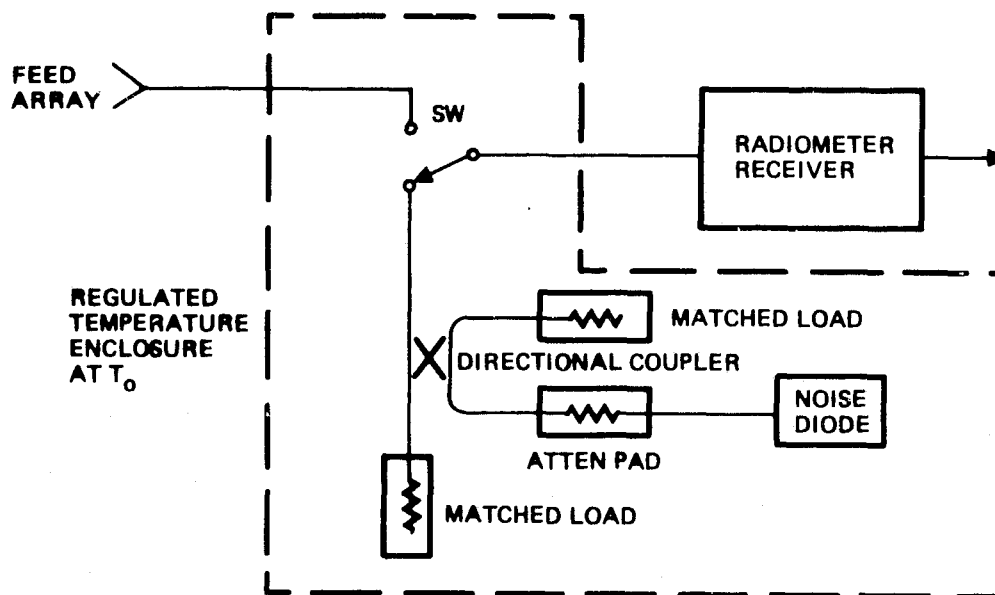 FEED
ARRAY
SW
RADIOMETER
RECEIVER
REGULATED
TEMPERATURE
ENCLOSURE
AT To
MATCHED LOAD
DIRECTIONAL COUPLER
NOISE
DIODE
ATTEN PAD
MATCHED LOAD